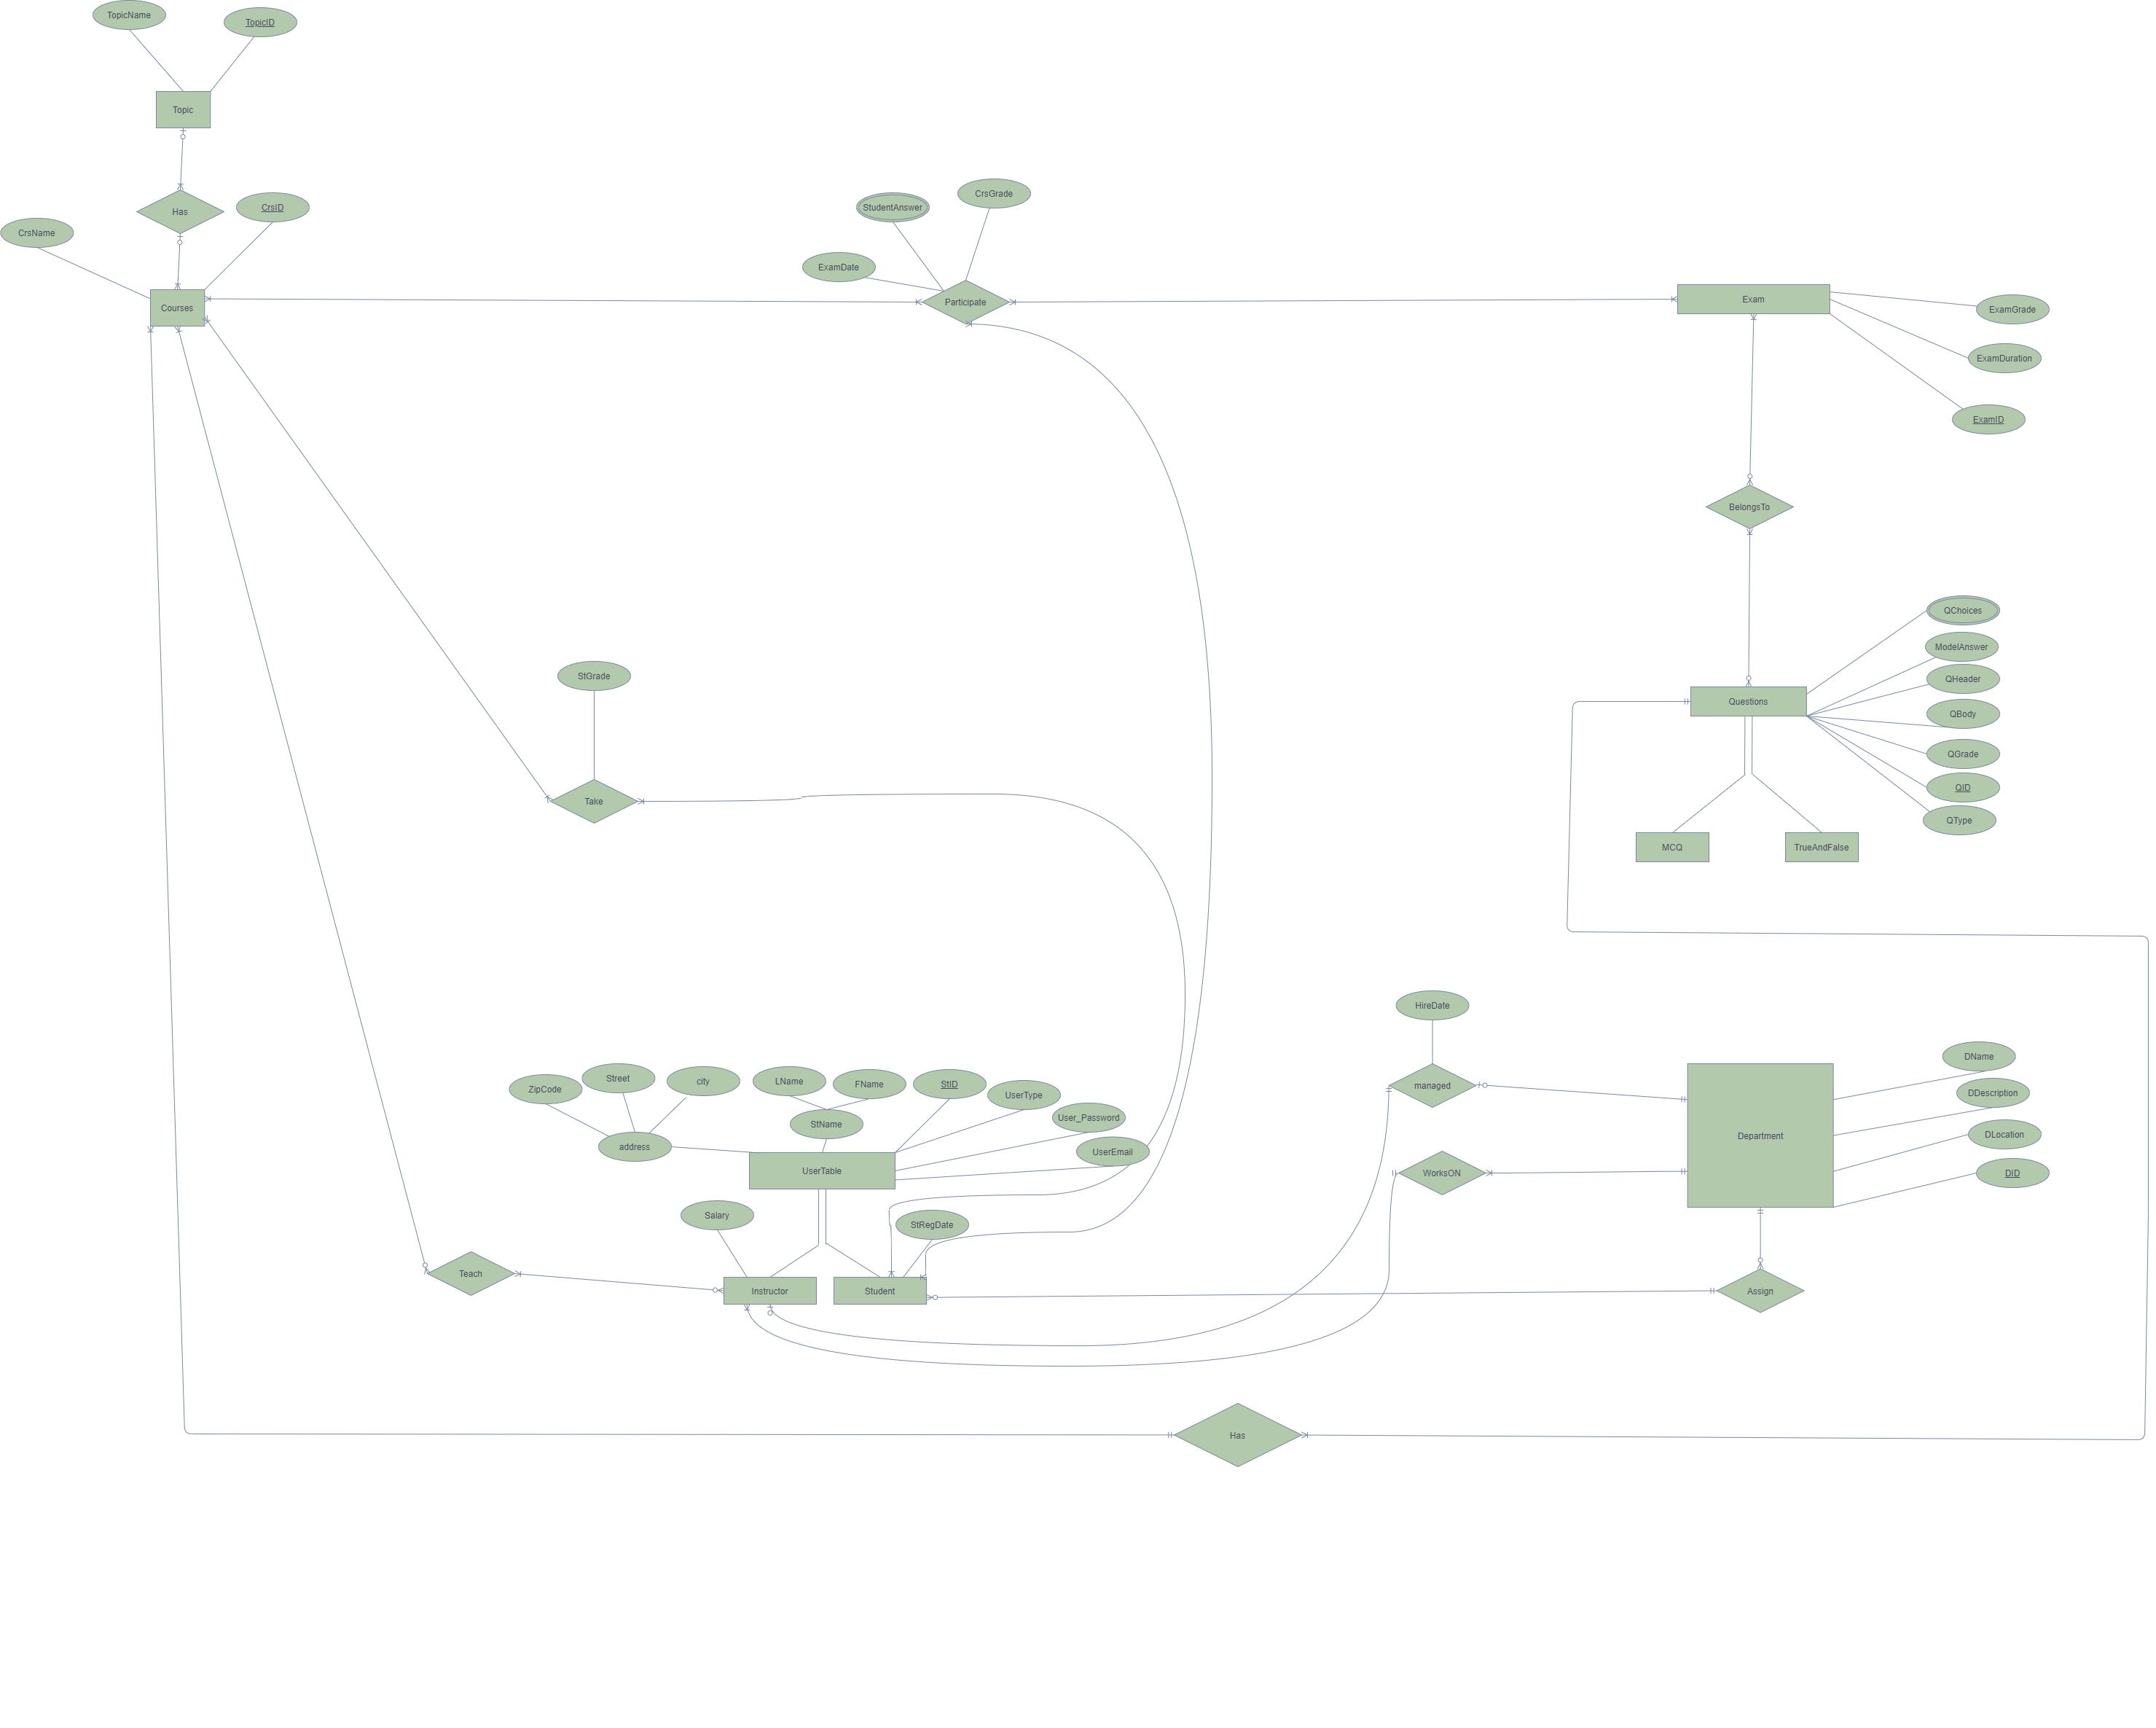 TopicName
TopicID
Topic
Has
CrsID
CrsName
Courses
StudentAnswer
CrsGrade
ExamDate
Participate
Exam
ExamGrade
ExamDuration
ExamID
BelongsTo
QChoices
ModelAnswer
QHeader
Questions
QBody
QGrade
QID
QType
MCQ
TrueAndFalse
StGrade
Take
HireDate
managed
DName
DDescription
Department
DLocation
DID
WorksON
ZipCode
Street
city
LName
FName
StID
UserType
User_Password
StName
address
UserEmail
UserTable
Salary
StRegDate
Teach
Instructor
Student
Assign
Has